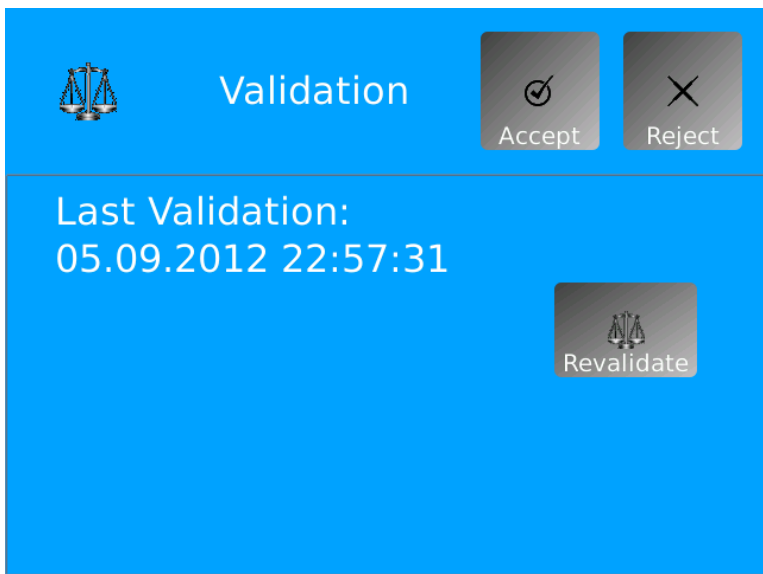 Validation
Accept
Reject
Last Validation:
05.09.2012 22:57:31
Revalidate